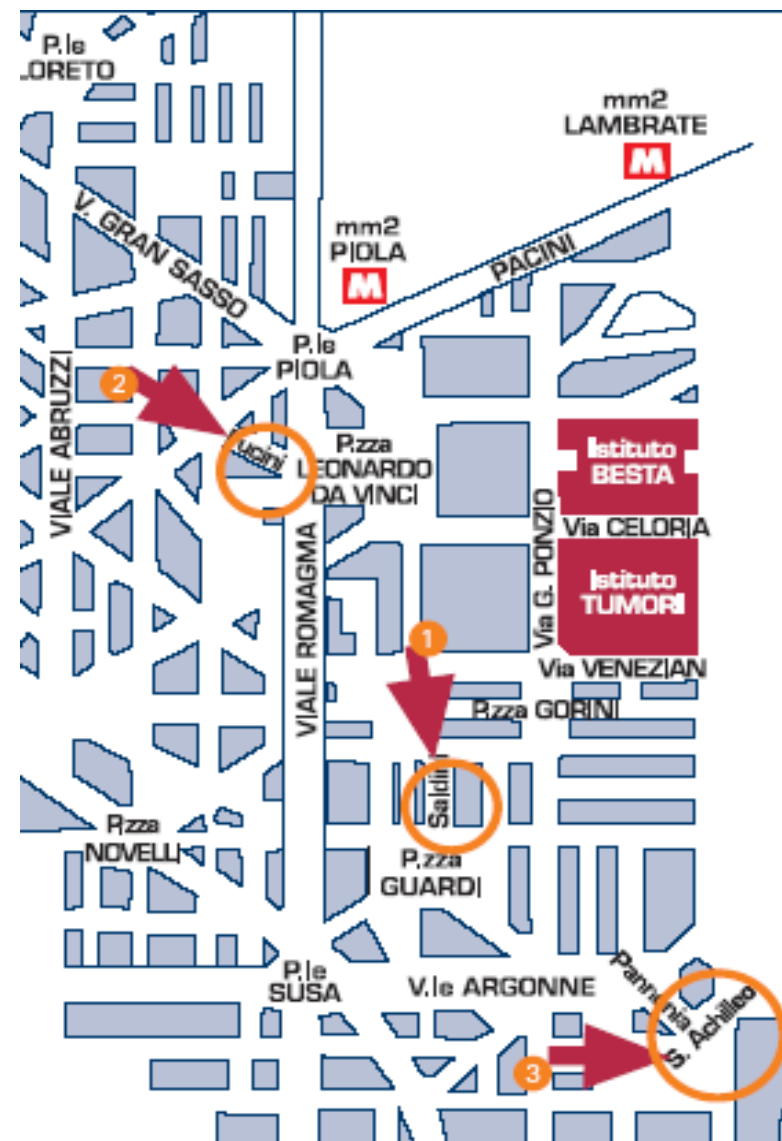 P.le
LORETO
mm2
LAMBRATE
M
V. GRAN SASSO
mm2
PIOLA
M
PACINI
P.le
PIOLA
2
VIALE ABRUZZI
Lucini
P.zza
LEONARDO
DA VINCI
Istituto
BESTA
Via CELORIA
Via G. PONZIO
Istituto
TUMORI
VIALE ROMAGMA
1
Via VENEZIAN
P.zza GORINI
Saldini
P.zza
NOVELLI
P.zza
GUARDI
P.le
SUSA
V.le ARGONNE
Pannonia
S. Achilleo
3